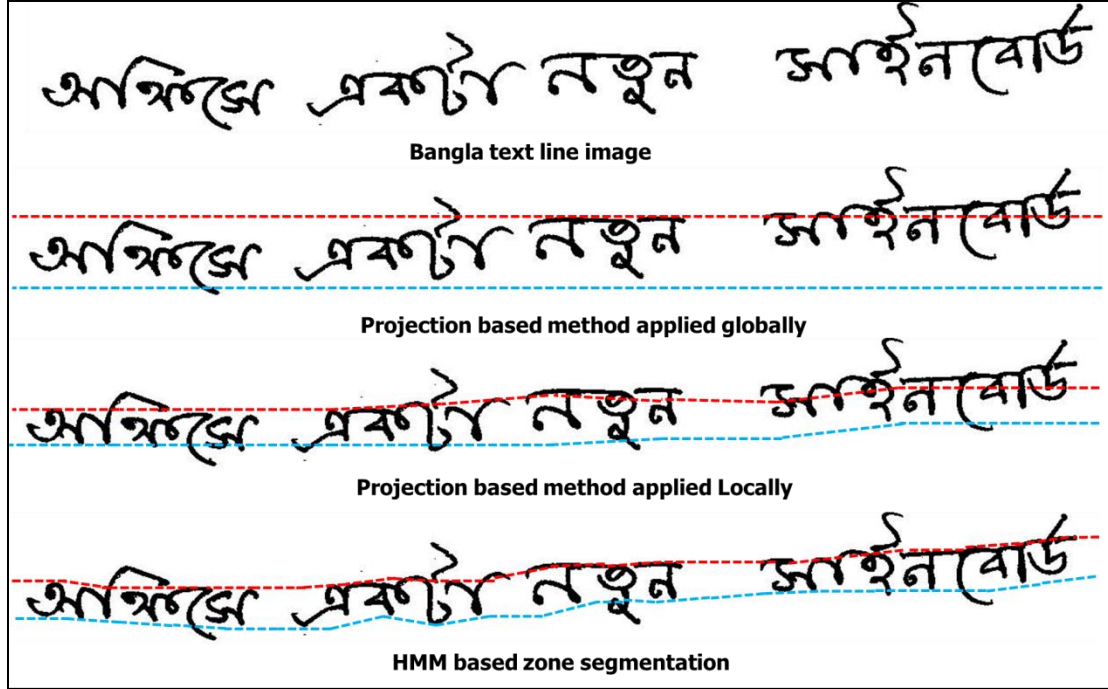 অফিসে একটা নতুন সাইনবোর্ড
Bangla text line image
অফিসে একটা নতুন সাইনবোর্ড
Projection based method applied globally
অফিসে একটা নতুন সাইনবোর্ড
Projection based method applied Locally
অফিসে একটা নতুন সাইনবোর্ড
HMM based zone segmentation